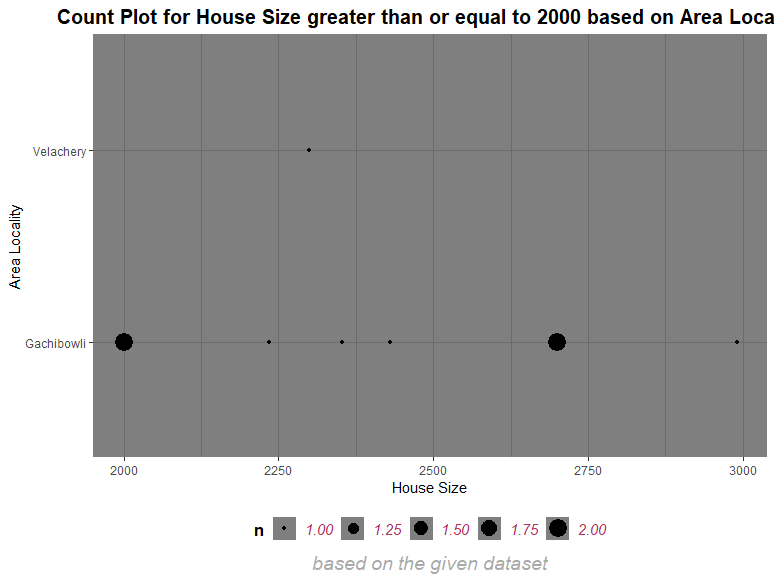 Count Plot for House Size greater than or equal to 2000 based on Area Loca
Area Locality
Velachery
Gachibowli
2000 2250 2500 2750 3000
House Size
n 1.00 1.25 1.50 1.75 2.00
based on the given dataset